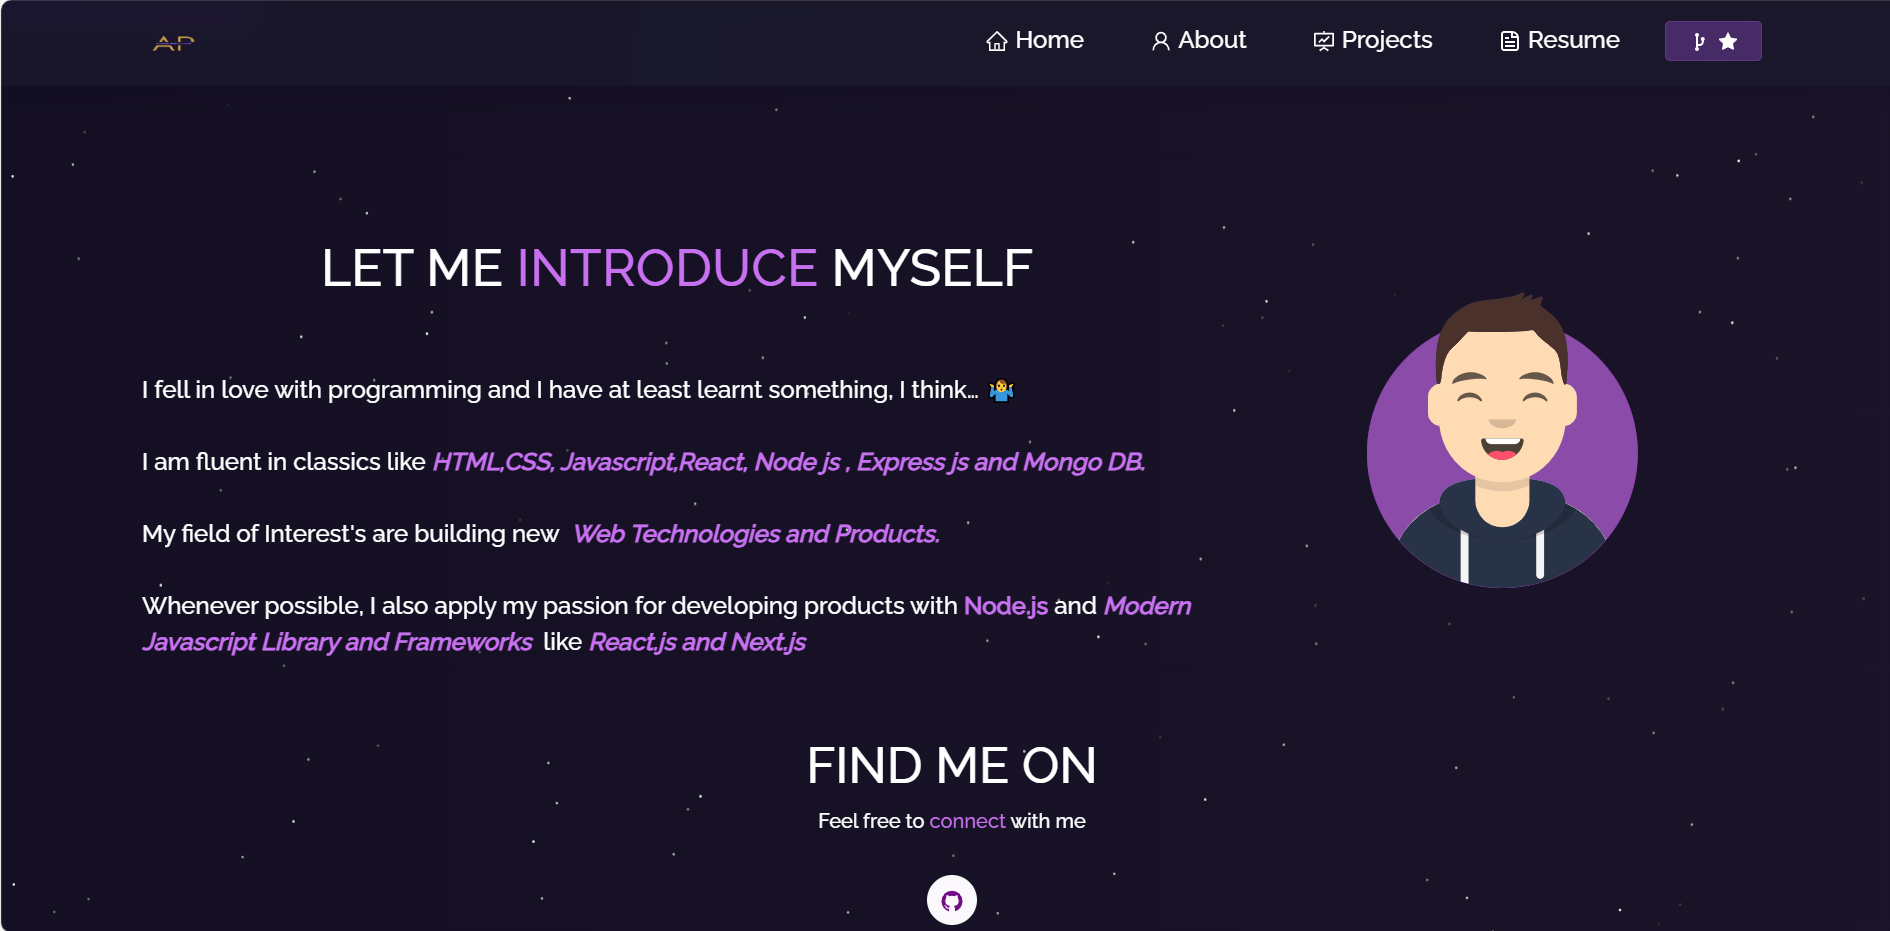 AP
Home
About
Projects
Resume
LET ME INTRODUCE MYSELF
I fell in love with programming and I have at least learnt something, I think… 🤷‍♂️
I am fluent in classics like HTML,CSS, Javascript,React, Node js , Express js and Mongo DB.
My field of Interest's are building new Web Technologies and Products.
Whenever possible, I also apply my passion for developing products with Node.js and Modern
Javascript Library and Frameworks like React.js and Next.js
FIND ME ON
Feel free to connect with me